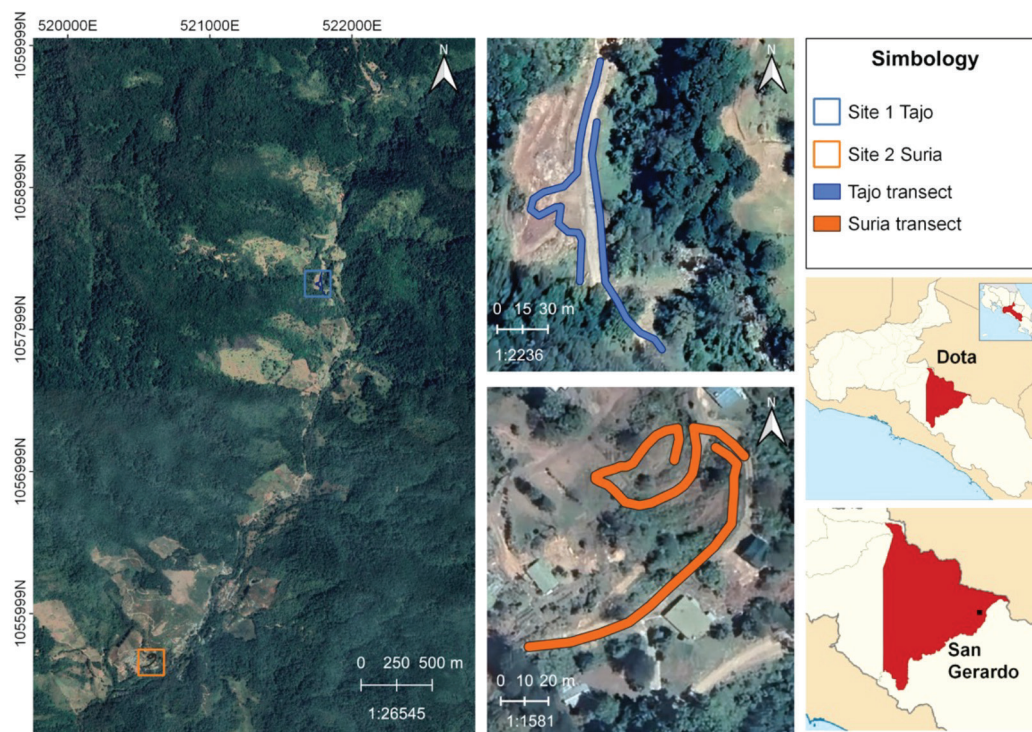 520000E
521000E
522000E
1059999N
1058999N
1057999N
1056999N
1055999N
N
0 250 500 m
1:26545
N
0 15 30 m
1:2236
N
0 10 20 m
1:1581
Simbology
Site 1 Tajo
Site 2 Suria
Tajo transect
Suria transect
Dota
San
Gerardo